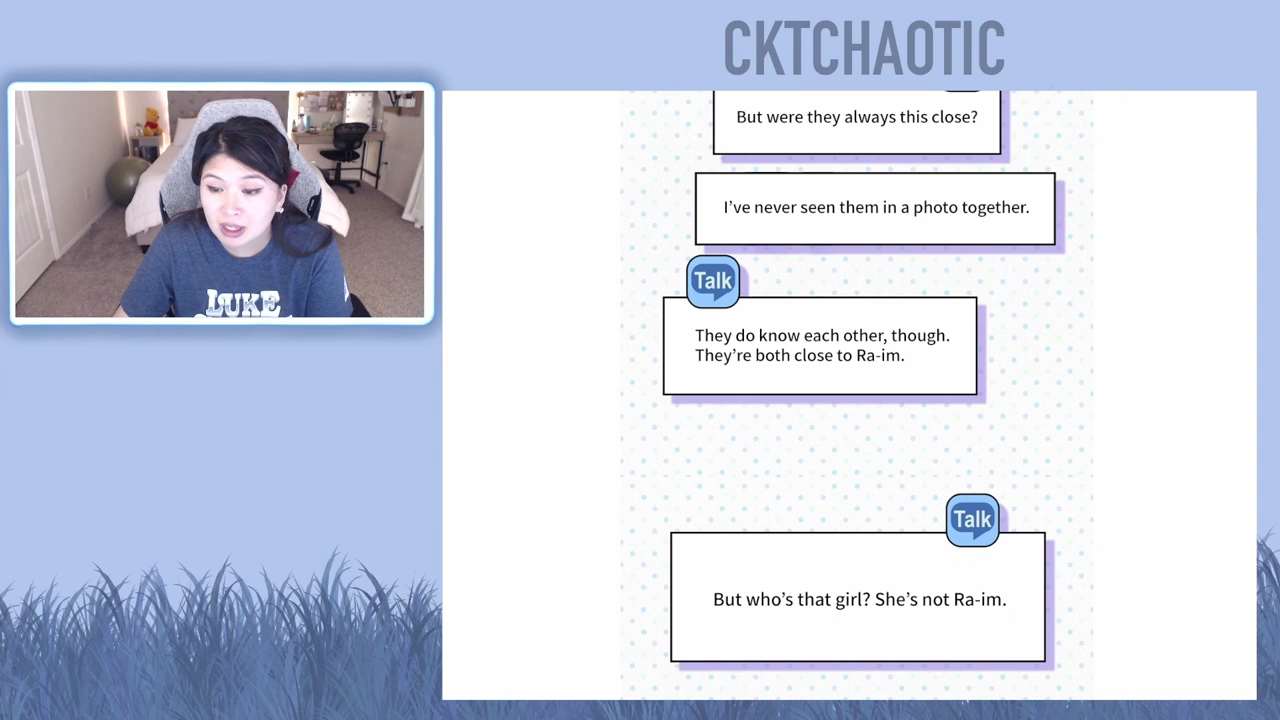 CKTCHAOTIC
But were they always this close?
I've never seen them in a photo together.
Talk
They do know each other, though.
They're both close to Ra-im.
Talk
But who's that girl? She's not Ra-im.
LUKE